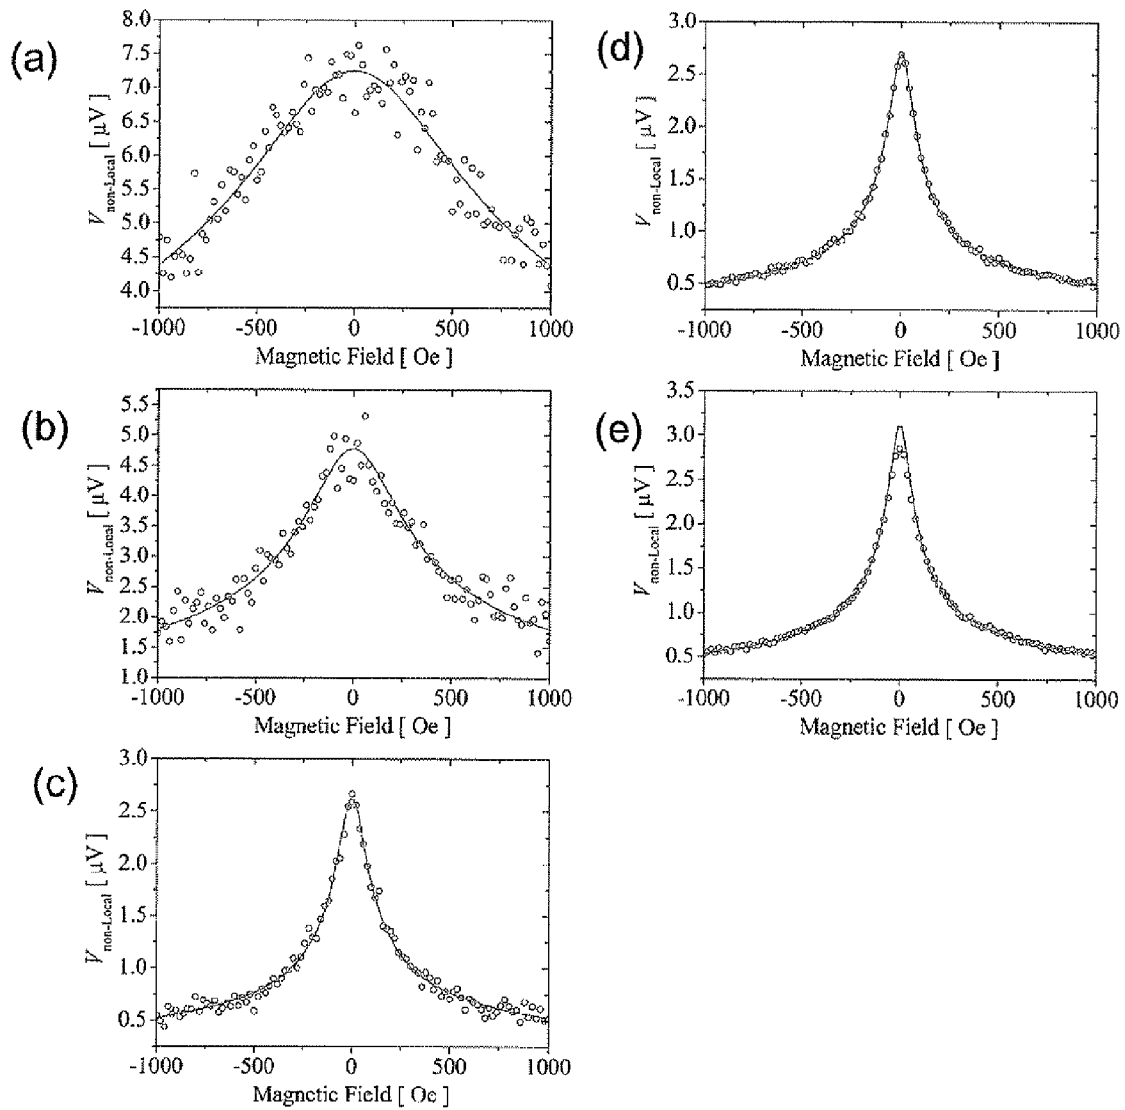 (a)
8.0
7.5
7.0
6.5
6.0
5.5
5.0
4.5
4.0
V non-Local [ μV ]
-1000 -500 0 500 1000
Magnetic Field [ Oe ]
(b)
5.5
5.0
4.5
4.0
3.5
3.0
2.5
2.0
1.5
1.0
V non-Local [ μV ]
-1000 -500 0 500 1000
Magnetic Field [ Oe ]
(c)
3.0
2.5
2.0
1.5
1.0
0.5
V non-Local [ μV ]
-1000 -500 0 500 1000
Magnetic Field [ Oe ]
(d)
3.0
2.5
2.0
1.5
1.0
0.5
V non-Local [ μV ]
-1000 -500 0 500 1000
Magnetic Field [ Oe ]
(e)
3.5
3.0
2.5
2.0
1.5
1.0
0.5
V non-Local [ μV ]
-1000 -500 0 500 1000
Magnetic Field [ Oe ]